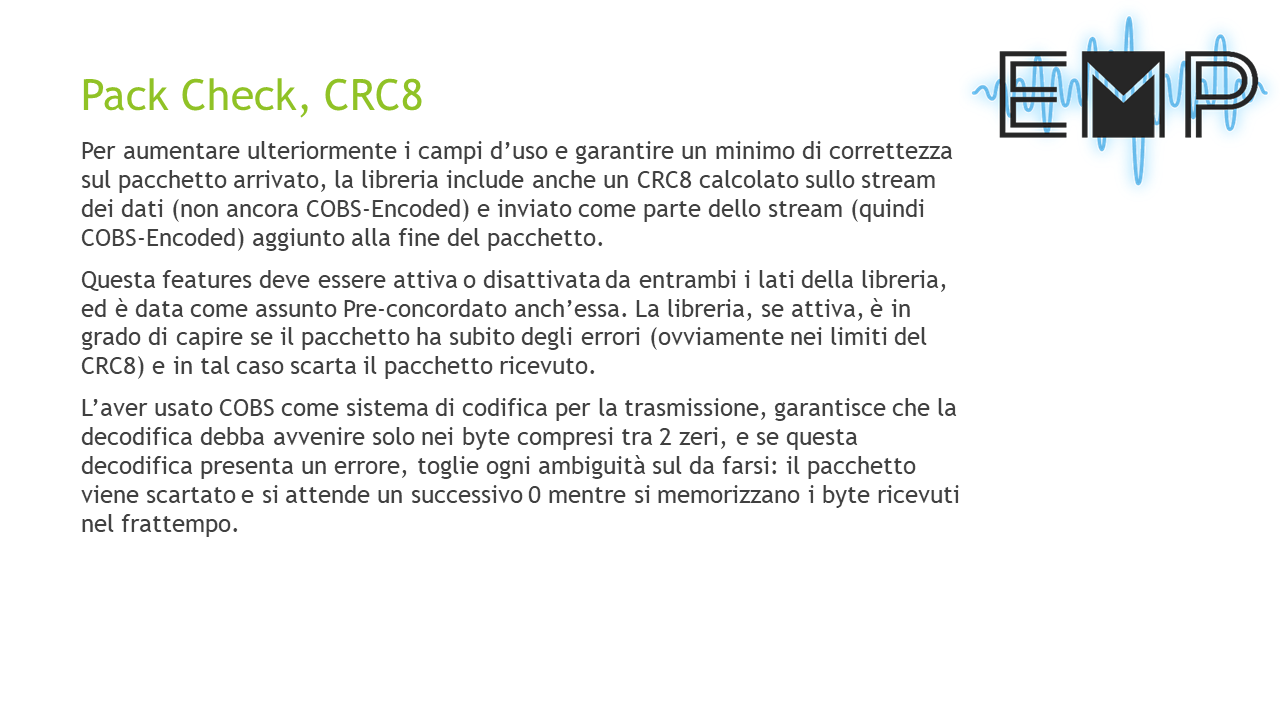 EMP
Pack Check, CRC8
Per aumentare ulteriormente i campi d’uso e garantire un minimo di correttezza
sul pacchetto arrivato, la libreria include anche un CRC8 calcolato sullo stream
dei dati (non ancora COBS-Encoded) e inviato come parte dello stream (quindi
COBS-Encoded) aggiunto alla fine del pacchetto.
Questa features deve essere attiva o disattivata da entrambi i lati della libreria,
ed è data come assunto Pre-concordato anch’essa. La libreria, se attiva, è in
grado di capire se il pacchetto ha subito degli errori (ovviamente nei limiti del
CRC8) e in tal caso scarta il pacchetto ricevuto.
L’aver usato COBS come sistema di codifica per la trasmissione, garantisce che la
decodifica debba avvenire solo nei byte compresi tra 2 zeri, e se questa
decodifica presenta un errore, toglie ogni ambiguità sul da farsi: il pacchetto
viene scartato e si attende un successivo 0 mentre si memorizzano i byte ricevuti
nel frattempo.